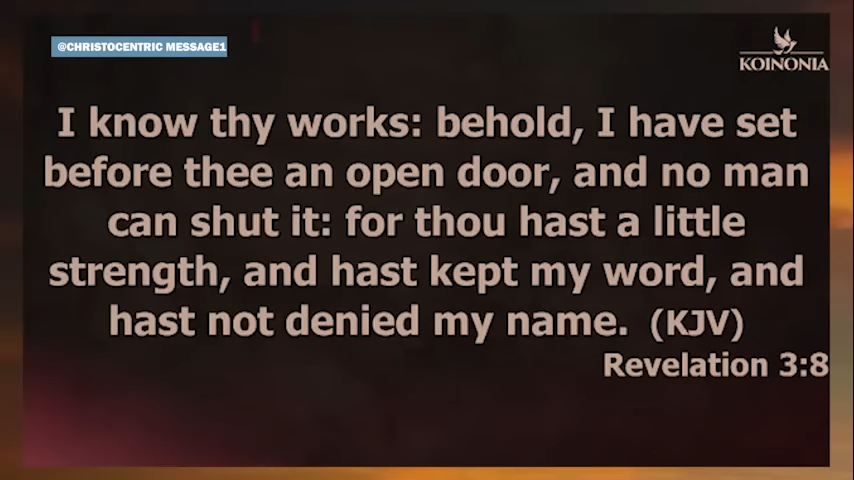 @CHRISTOCENTRIC MESSAGE1
KOINONIA
I know thy works: behold, I have set
before thee an open door, and no man
can shut it: for thou hast a little
strength, and hast kept my word, and
hast not denied my name. (KJV)
Revelation 3:8